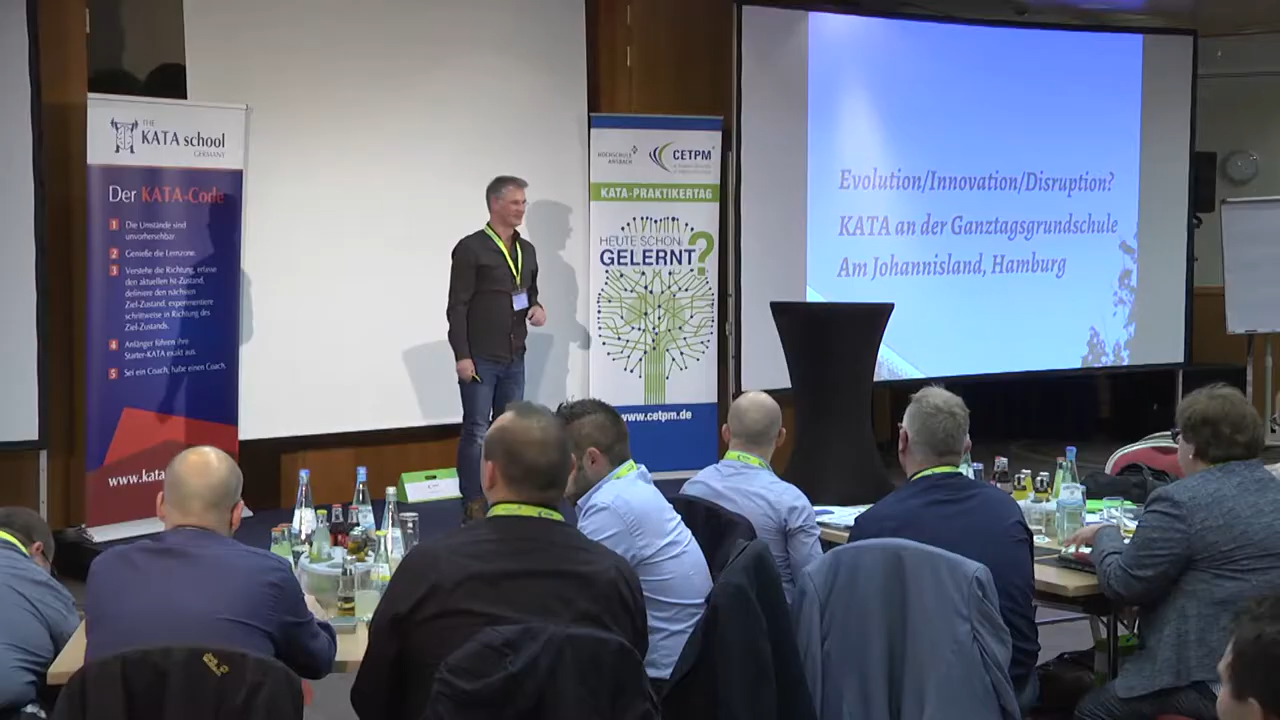 THE
KATA school
GERMANY
Der KATA-Code
1 Die Umstände sind
unvorhersehbar.
2 Genieße die Lernzone.
3 Verstehe die Richtung, erfasse
den aktuellen Ist-Zustand,
definiere den nächsten
Ziel-Zustand, experimentiere
schrittweise in Richtung des
Ziel-Zustands.
4 Anfänger führen ihre
Starter-KATA exakt aus.
5 Sei ein Coach, habe einen Coach.
www.kata
HOCHSCHULE
ANSBACH
CETPM
KATA-PRAKTIKERTAG
HEUTE SCHON
GELERNT?
www.cetpm.de
Evolution/Innovation/Disruption?
KATA an der Ganztagsgrundschule
Am Johannisland, Hamburg